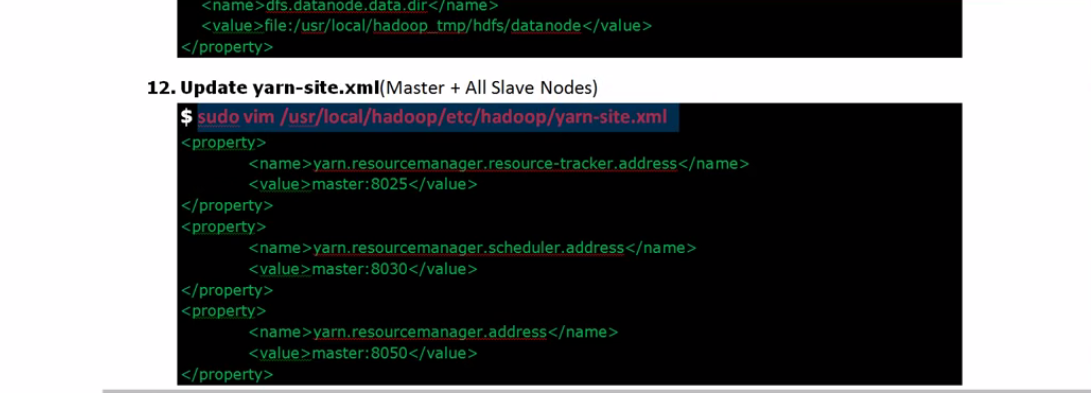 <name>dfs.datanode.data.dir</name>
<value>file:/usr/local/hadoop_tmp/hdfs/datanode</value>
</property>
12. Update yarn-site.xml(Master + All Slave Nodes)
$ sudo vim /usr/local/hadoop/etc/hadoop/yarn-site.xml
<property>
<name>yarn.resourcemanager.resource-tracker.address</name>
<value>master:8025</value>
</property>
<property>
<name>yarn.resourcemanager.scheduler.address</name>
<value>master:8030</value>
</property>
<property>
<name>yarn.resourcemanager.address</name>
<value>master:8050</value>
</property>